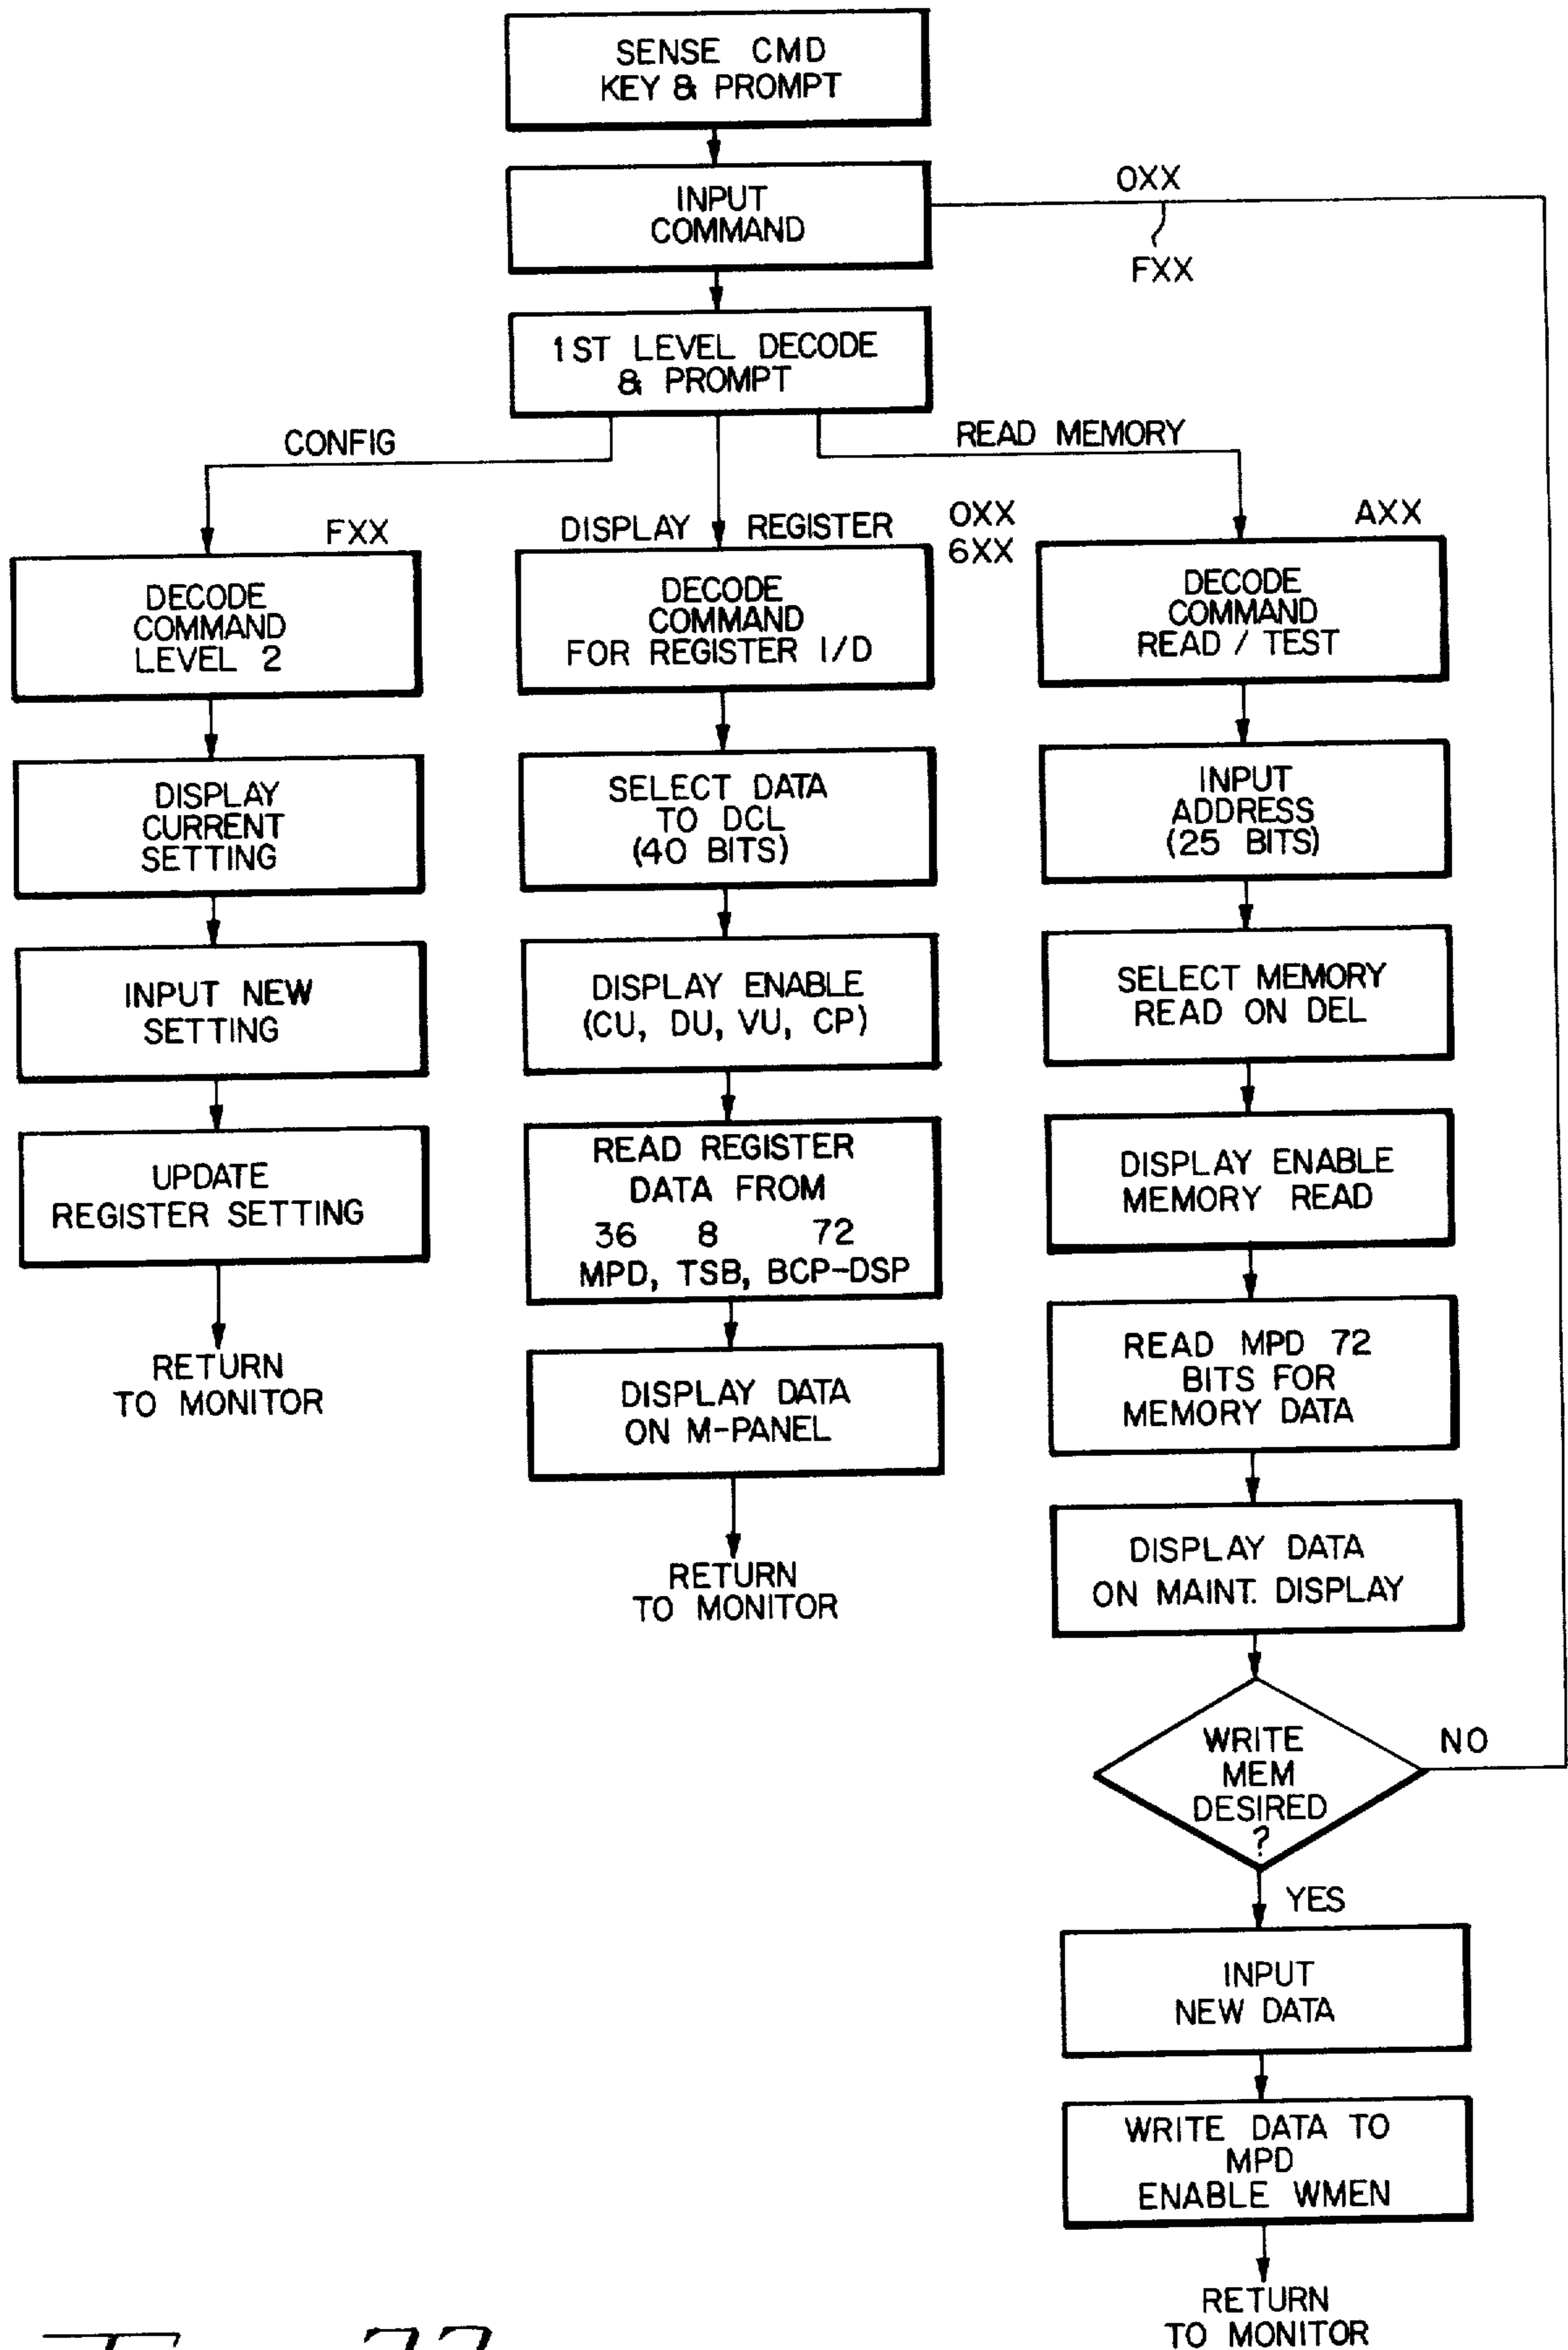 SENSE CMD
KEY & PROMPT
INPUT
COMMAND
OXX
FXX
1ST LEVEL DECODE
& PROMPT
CONFIG
READ MEMORY
FXX
DECODE
COMMAND
LEVEL 2
DISPLAY
CURRENT
SETTING
INPUT NEW
SETTING
UPDATE
REGISTER SETTING
RETURN
TO MONITOR
DISPLAY REGISTER
OXX
6XX
DECODE
COMMAND
FOR REGISTER I/D
SELECT DATA
TO DCL
(40 BITS)
DISPLAY ENABLE
(CU, DU, VU, CP)
READ REGISTER
DATA FROM
36 8 72
MPD, TSB, BCP-DSP
DISPLAY DATA
ON M-PANEL
RETURN
TO MONITOR
AXX
DECODE
COMMAND
READ / TEST
INPUT
ADDRESS
(25 BITS)
SELECT MEMORY
READ ON DEL
DISPLAY ENABLE
MEMORY READ
READ MPD 72
BITS FOR
MEMORY DATA
DISPLAY DATA
ON MAINT. DISPLAY
WRITE
MEM
DESIRED
?
NO
YES
INPUT
NEW DATA
WRITE DATA TO
MPD
ENABLE WMEN
RETURN
TO MONITOR